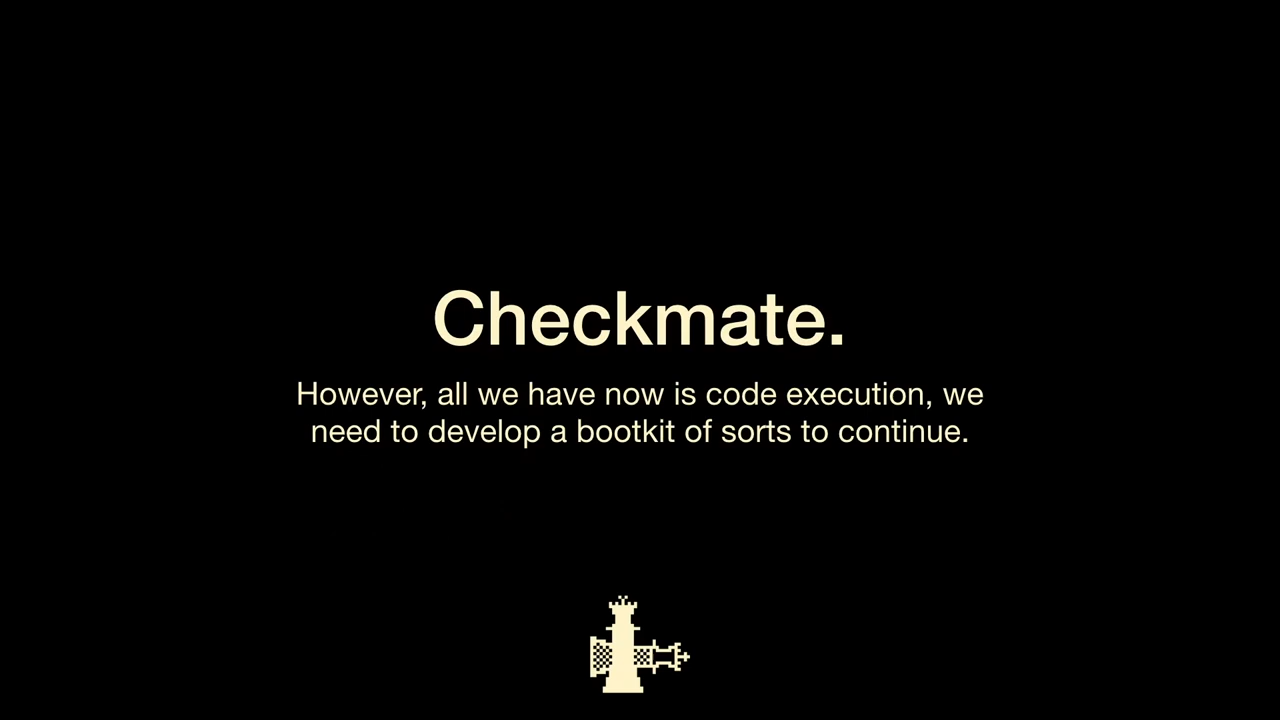 Checkmate.
However, all we have now is code execution, we
need to develop a bootkit of sorts to continue.